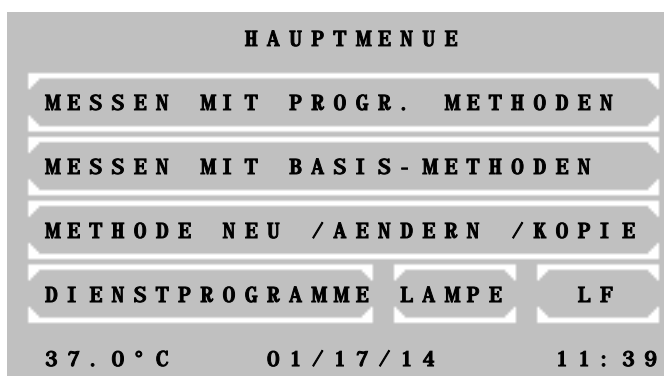 HAUPTMENUE
MESSEN MIT PROGR. METHODEN
MESSEN MIT BASIS-METHODEN
METHODE NEU /AENDERN /KOPIE
DIENSTPROGRAMME LAMPE LF
37.0°C 01/17/14 11:39